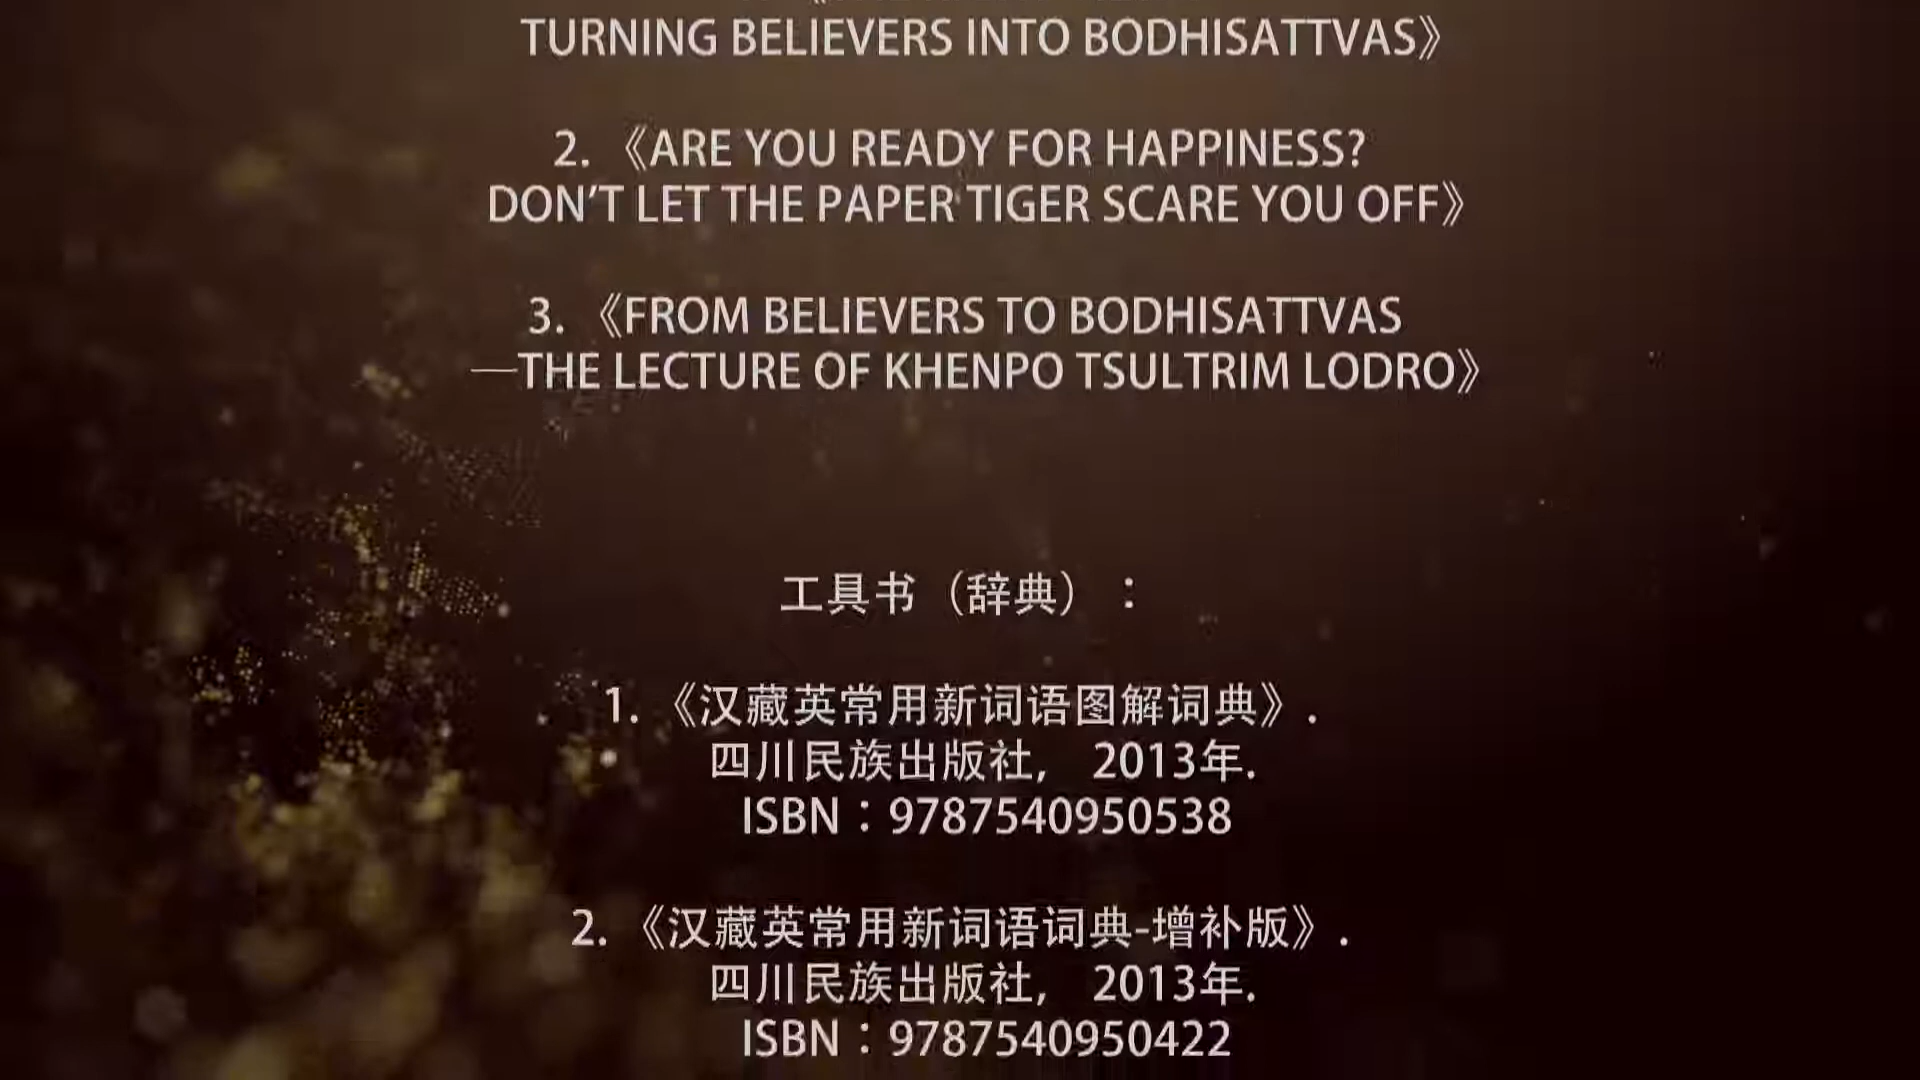 TURNING BELIEVERS INTO BODHISATTVAS》
2. 《ARE YOU READY FOR HAPPINESS?
DON'T LET THE PAPER TIGER SCARE YOU OFF》
3. 《FROM BELIEVERS TO BODHISATTVAS
—THE LECTURE OF KHENPO TSULTRIM LODRO》
工具书（辞典）：
1. 《汉藏英常用新词语图解词典》.
四川民族出版社, 2013年.
ISBN：9787540950538
2. 《汉藏英常用新词语词典-增补版》.
四川民族出版社, 2013年.
ISBN：9787540950422